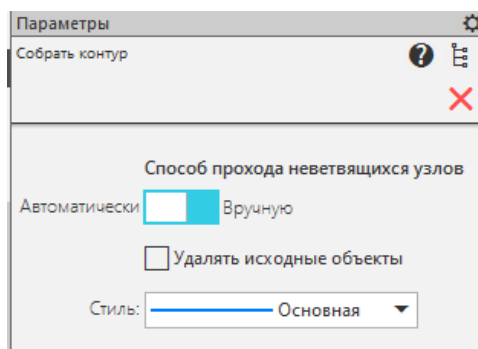 Параметры
Собрать контур
Способ прохода неветвящихся узлов
Автоматически Вручную
Удалять исходные объекты
Стиль: Основная